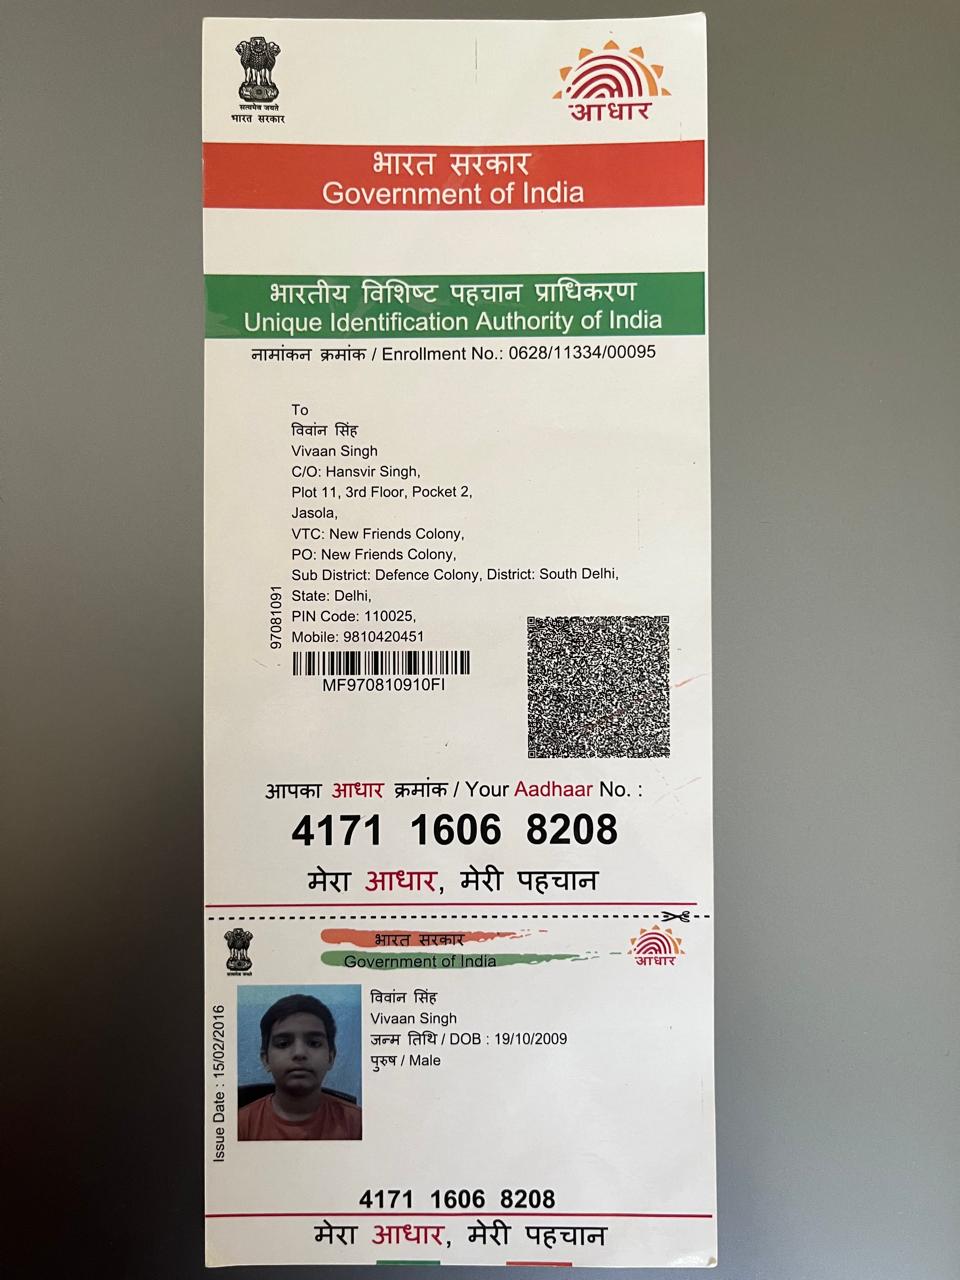 सत्यमेव जयते
भारत सरकार
आधार
भारत सरकार
Government of India
भारतीय विशिष्ट पहचान प्राधिकरण
Unique Identification Authority of India
नामांकन क्रमांक / Enrollment No.: 0628/11334/00095
To
विवांन सिंह
Vivaan Singh
C/O: Hansvir Singh,
Plot 11, 3rd Floor, Pocket 2,
Jasola,
VTC: New Friends Colony,
PO: New Friends Colony,
Sub District: Defence Colony, District: South Delhi,
State: Delhi,
PIN Code: 110025,
Mobile: 9810420451
97081091
MF970810910FI
आपका आधार क्रमांक / Your Aadhaar No. :
4171 1606 8208
मेरा आधार, मेरी पहचान
भारत सरकार
Government of India
आधार
सत्यमेव जयते
Issue Date : 15/02/2016
विवांन सिंह
Vivaan Singh
जन्म तिथि / DOB : 19/10/2009
पुरुष / Male
4171 1606 8208
मेरा आधार, मेरी पहचान